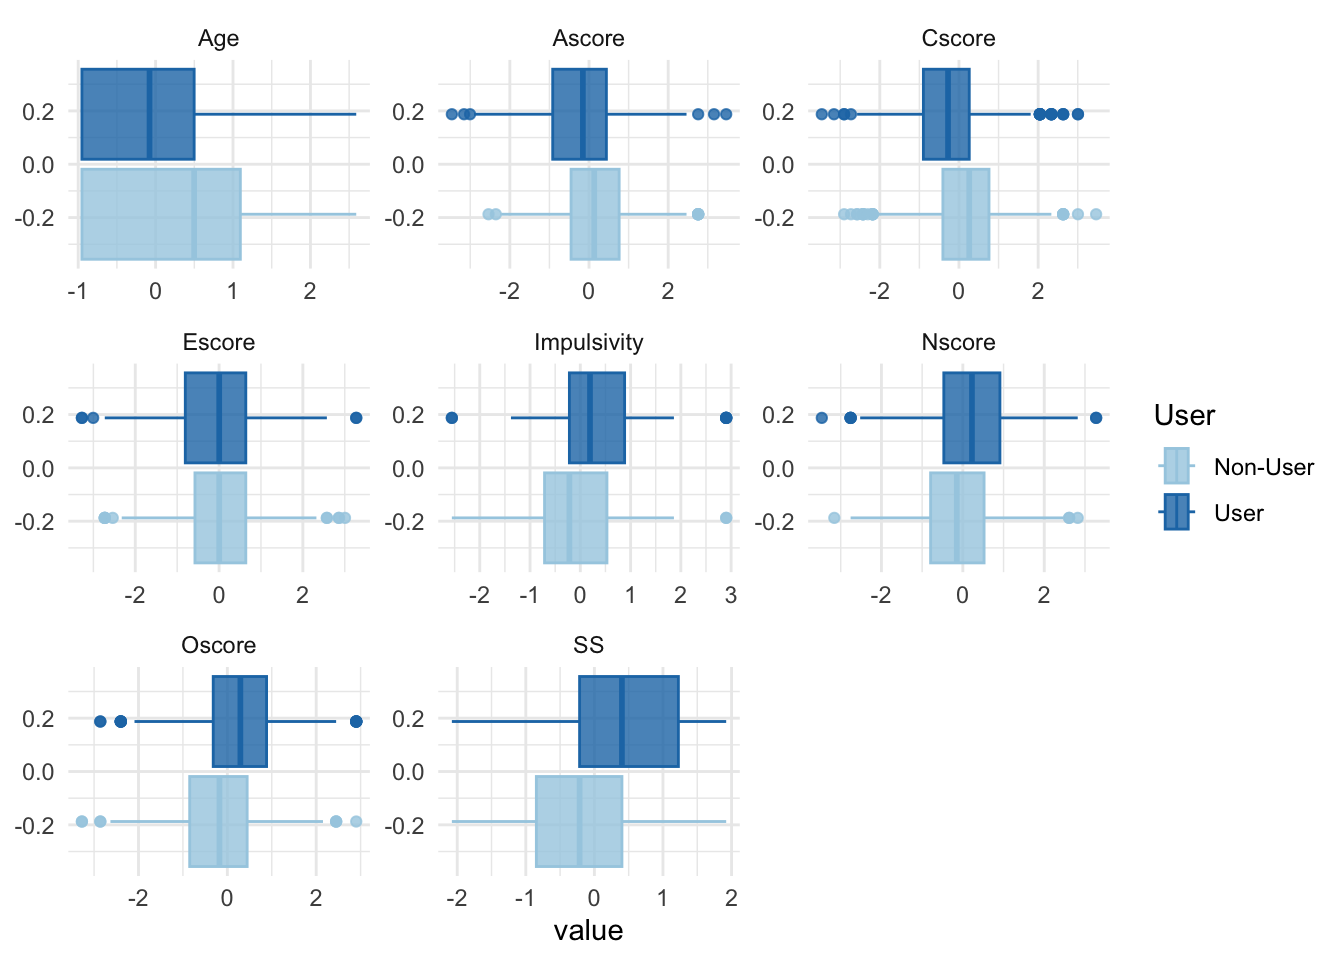 Age Ascore Cscore
0.2 0.2 0.2
0.0 0.0 0.0
-0.2 -0.2 -0.2
-1 0 1 2 -2 0 2 -2 0 2
Escore Impulsivity Nscore
0.2 0.2 0.2
0.0 0.0 0.0
-0.2 -0.2 -0.2
-2 0 2 -2 -1 0 1 2 3 -2 0 2
Oscore SS
0.2 0.2
0.0 0.0
-0.2 -0.2
-2 0 2 -2 -1 0 1 2
value
User
Non-User
User